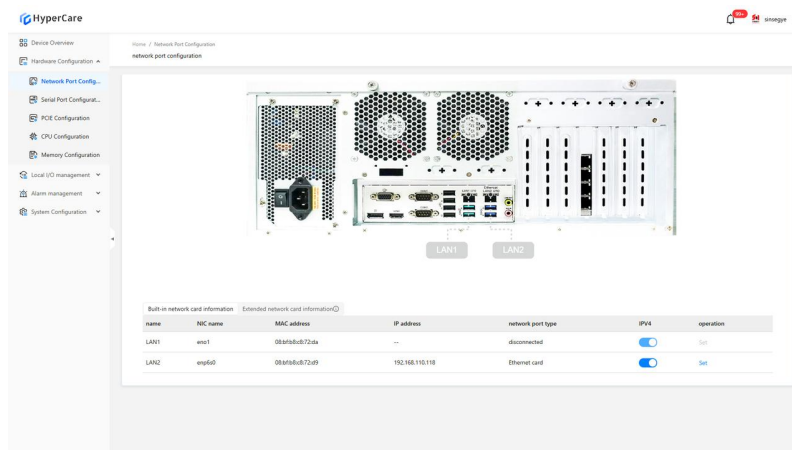 HyperCare
99+
sinsegye
Device Overview
Hardware Configuration
Network Port Config...
Serial Port Configurat...
PCIE Configuration
CPU Configuration
Memory Configuration
Local I/O management
Alarm management
System Configuration
Home / Network Port Configuration
network port configuration
LAN1
LAN2
Built-in network card information
Extended network card information
name NIC name MAC address IP address network port type IPV4 operation
LAN1 eno1 08:bf:b8:c8:72:da — disconnected Set
LAN2 enp6s0 08:bf:b8:c8:72:d9 192.168.110.118 Ethernet card Set